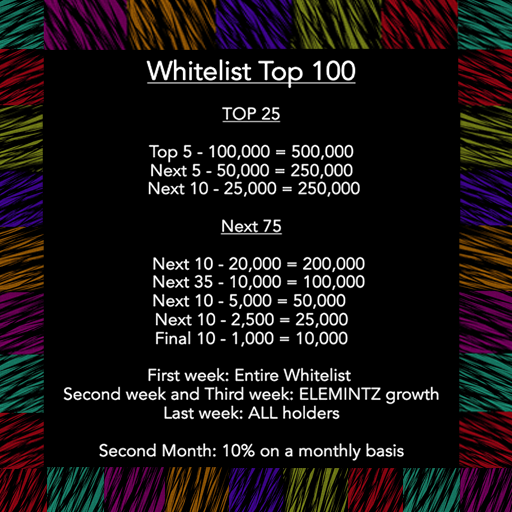 Whitelist Top 100
TOP 25
Top 5 - 100,000 = 500,000
Next 5 - 50,000 = 250,000
Next 10 - 25,000 = 250,000
Next 75
Next 10 - 20,000 = 200,000
Next 35 - 10,000 = 100,000
Next 10 - 5,000 = 50,000
Next 10 - 2,500 = 25,000
Final 10 - 1,000 = 10,000
First week: Entire Whitelist
Second week and Third week: ELEMINTZ growth
Last week: ALL holders
Second Month: 10% on a monthly basis